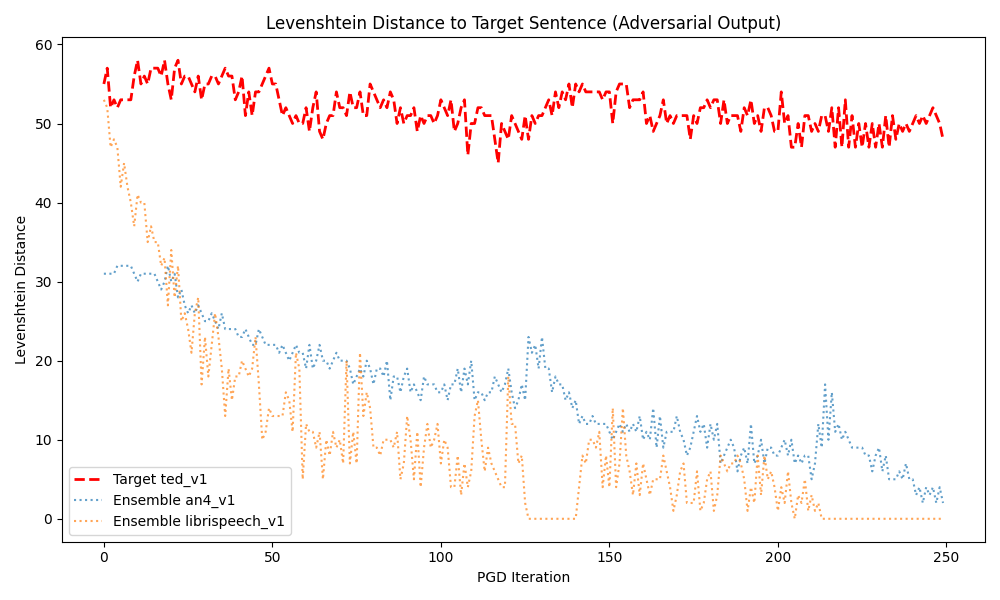 Levenshtein Distance to Target Sentence (Adversarial Output)
Levenshtein Distance
60
50
40
30
20
10
0
Target ted_v1
Ensemble an4_v1
Ensemble librispeech_v1
0 50 100 150 200 250
PGD Iteration